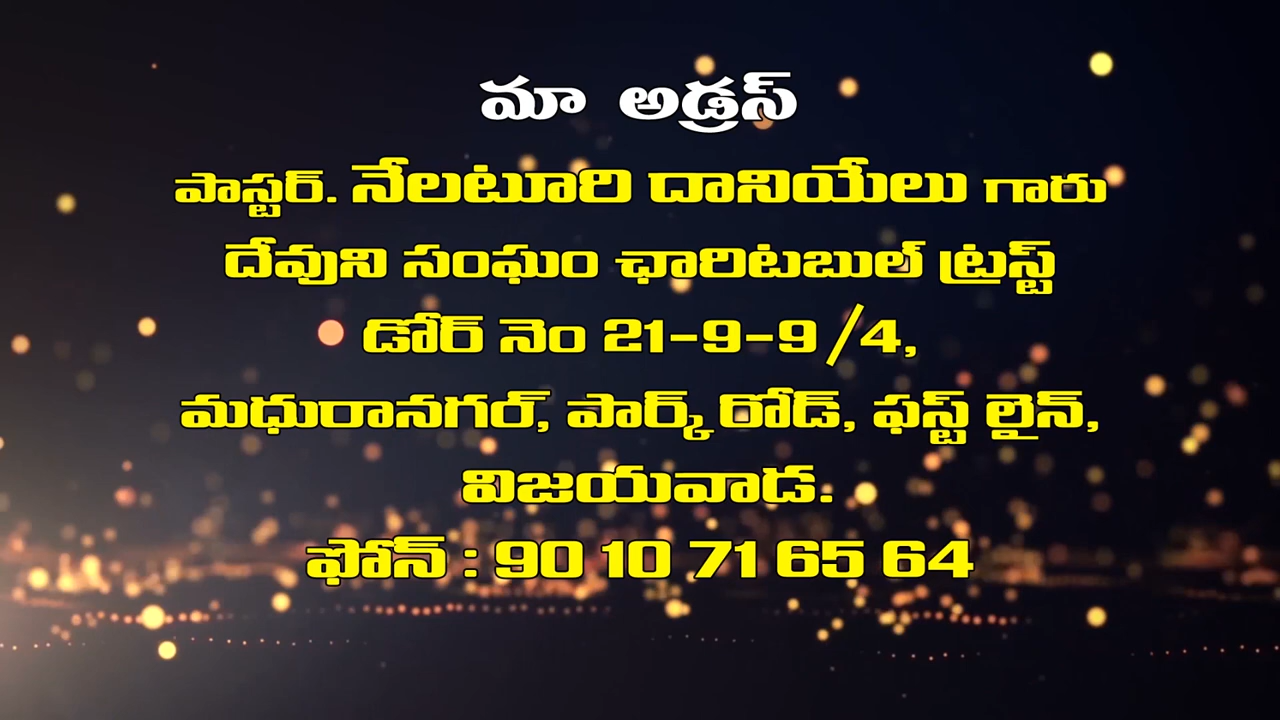 మా అడ్రస్
పాస్టర్. నేలటూరి దానియేలు గారు
దేవుని సంఘం ఛారిటబుల్ ట్రస్ట్
డోర్ నెం 21-9-9/4,
మధురానగర్, పార్క్ రోడ్, ఫస్ట్ లైన్,
విజయవాడ.
ఫోన్ : 90 10 71 65 64